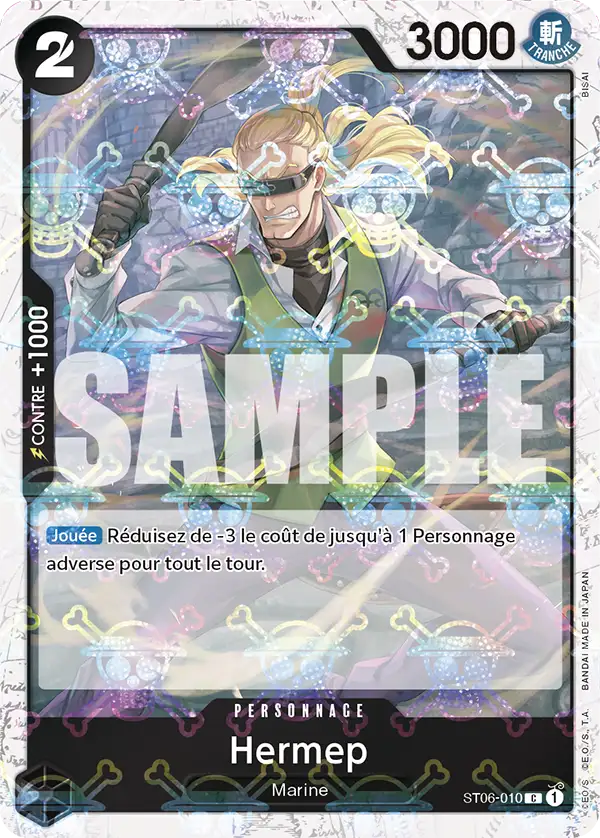 2
3000
斬
TRANCHE
BISAI
CONTRE +1000
SAMPLE
Jouée Réduisez de -3 le coût de jusqu'à 1 Personnage
adverse pour tout le tour.
PERSONNAGE
Hermep
Marine
ST06-010 C 1
©E.O/S. ©E.O./S., T.A. BANDAI MADE IN JAPAN